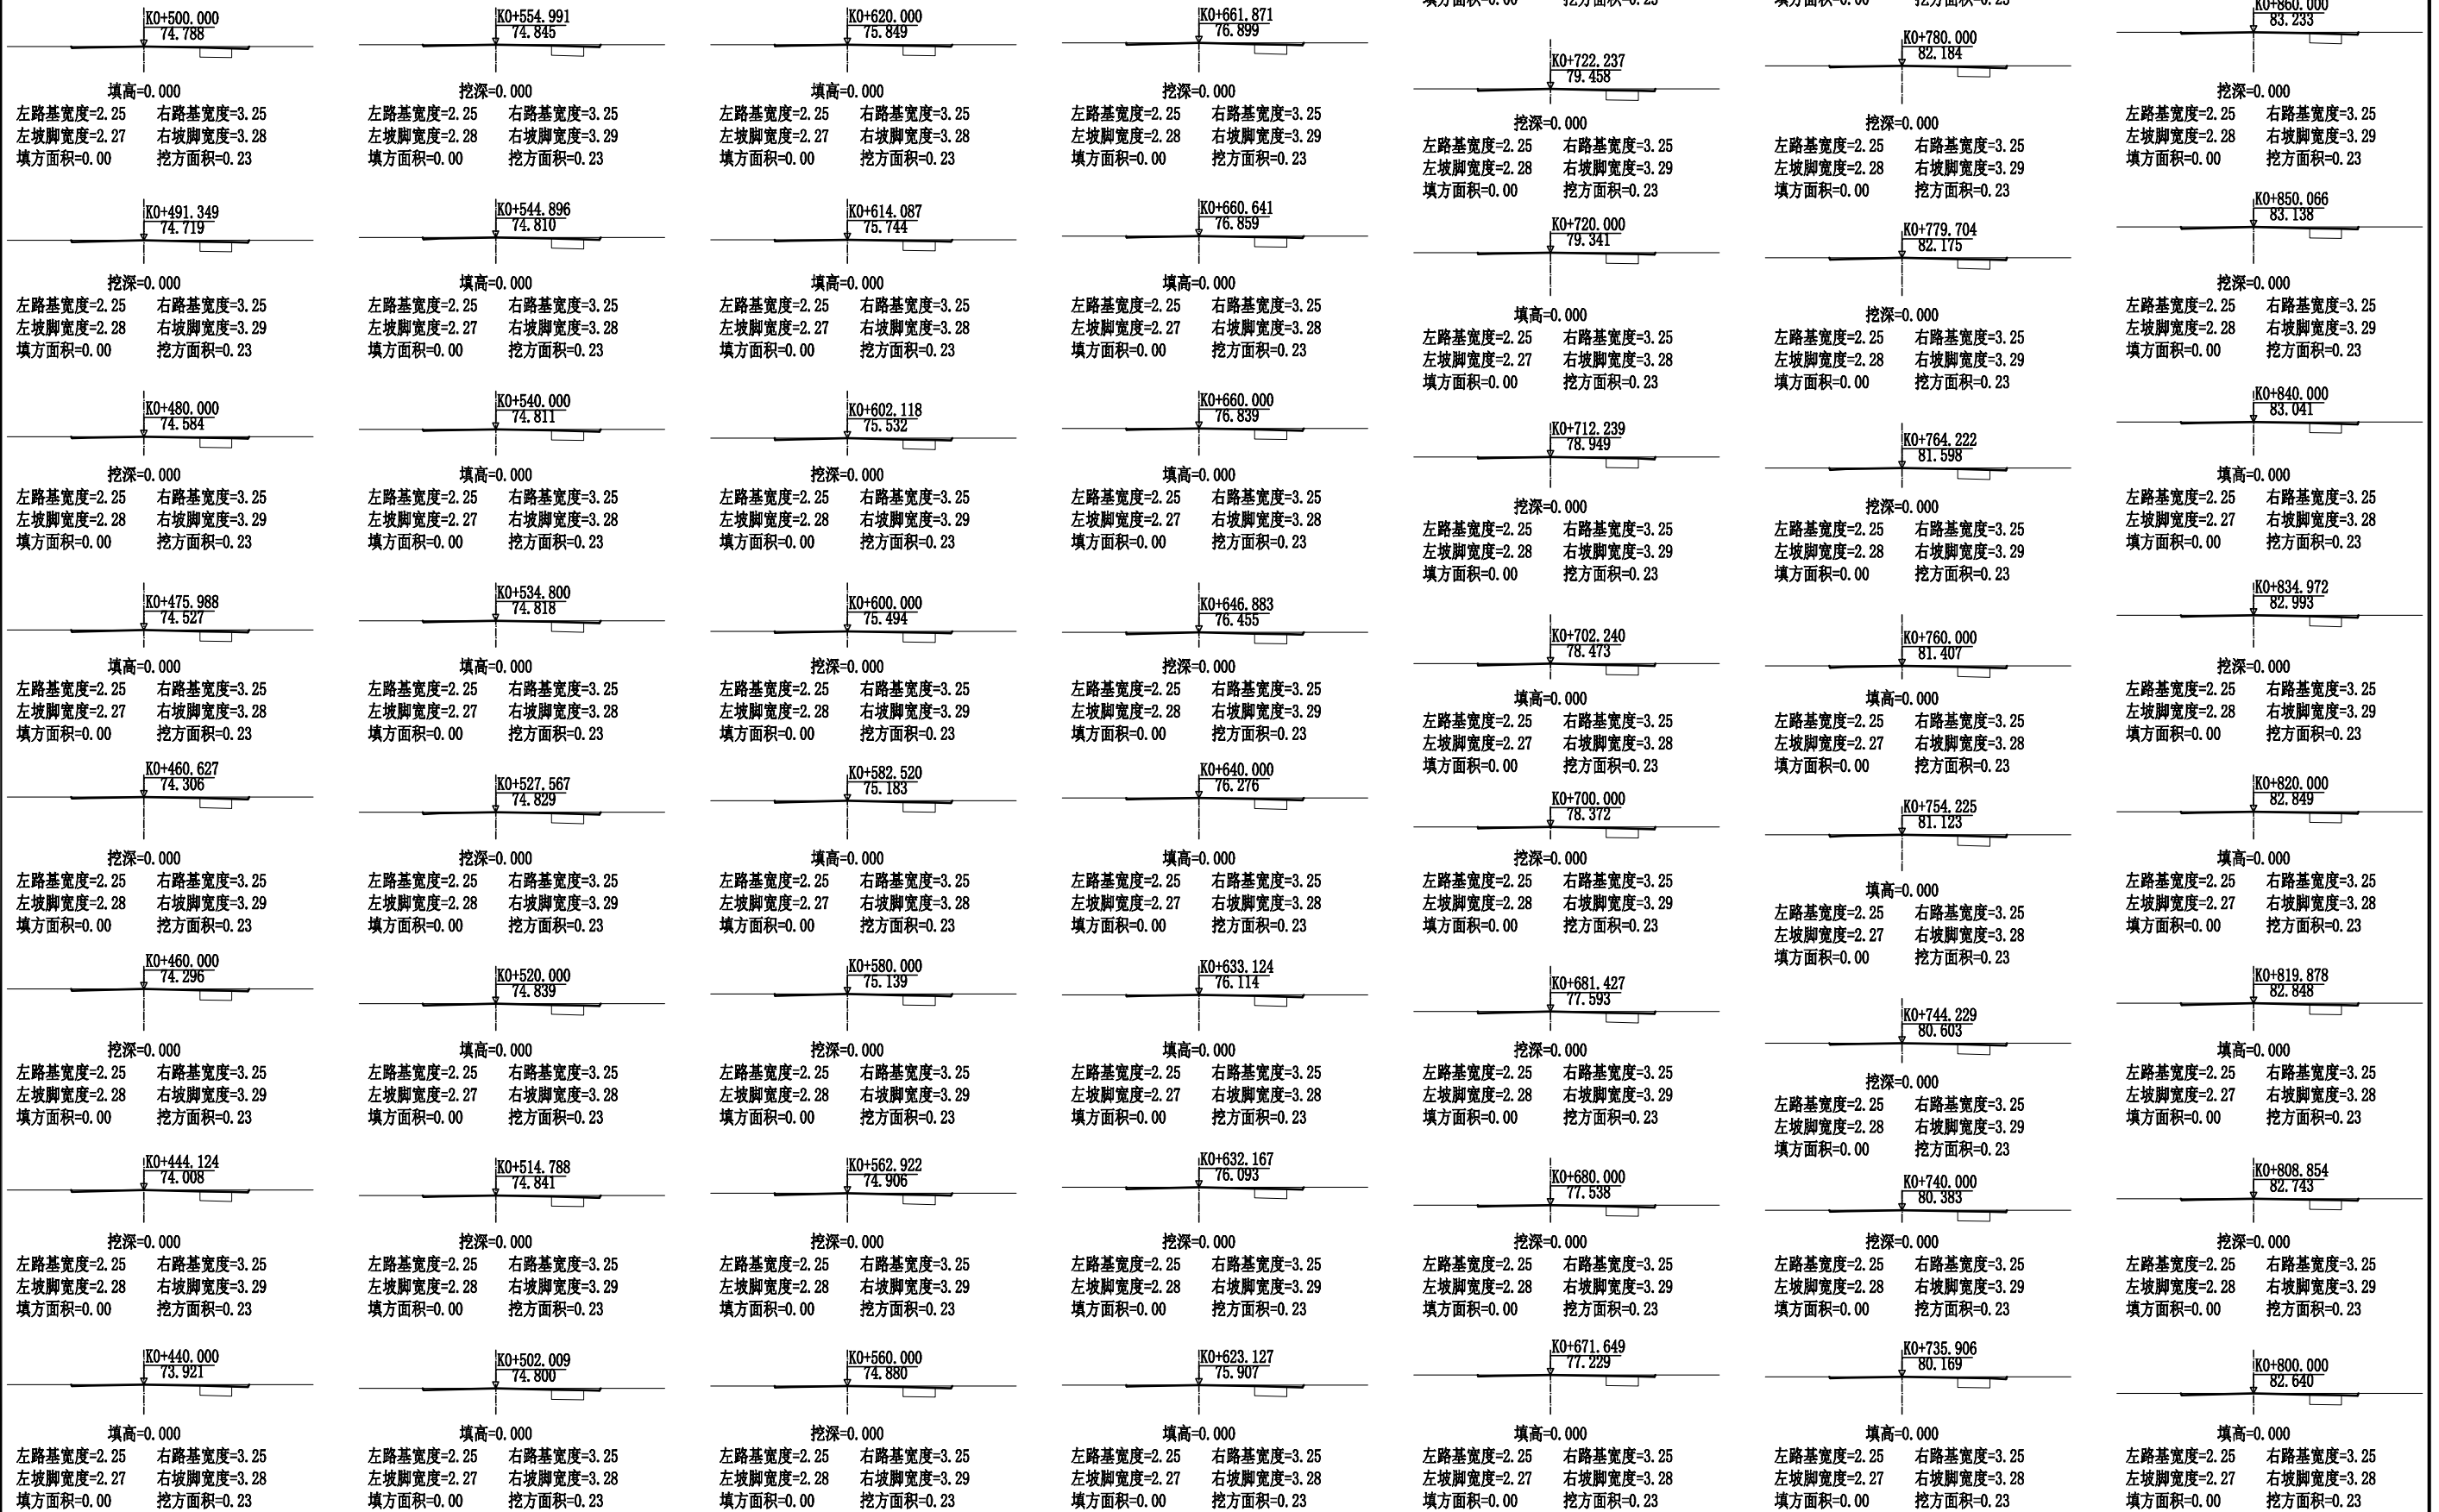 K0+500.000
74.788
填高=0.000
左路基宽度=2.25 右路基宽度=3.25
左坡脚宽度=2.27 右坡脚宽度=3.28
填方面积=0.00 挖方面积=0.23
K0+491.349
74.719
挖深=0.000
左路基宽度=2.25 右路基宽度=3.25
左坡脚宽度=2.28 右坡脚宽度=3.29
填方面积=0.00 挖方面积=0.23
K0+480.000
74.584
挖深=0.000
左路基宽度=2.25 右路基宽度=3.25
左坡脚宽度=2.28 右坡脚宽度=3.29
填方面积=0.00 挖方面积=0.23
K0+475.988
74.527
填高=0.000
左路基宽度=2.25 右路基宽度=3.25
左坡脚宽度=2.27 右坡脚宽度=3.28
填方面积=0.00 挖方面积=0.23
K0+460.627
74.306
挖深=0.000
左路基宽度=2.25 右路基宽度=3.25
左坡脚宽度=2.28 右坡脚宽度=3.29
填方面积=0.00 挖方面积=0.23
K0+460.000
74.296
挖深=0.000
左路基宽度=2.25 右路基宽度=3.25
左坡脚宽度=2.28 右坡脚宽度=3.29
填方面积=0.00 挖方面积=0.23
K0+444.124
74.008
挖深=0.000
左路基宽度=2.25 右路基宽度=3.25
左坡脚宽度=2.28 右坡脚宽度=3.29
填方面积=0.00 挖方面积=0.23
K0+440.000
73.921
填高=0.000
左路基宽度=2.25 右路基宽度=3.25
左坡脚宽度=2.27 右坡脚宽度=3.28
填方面积=0.00 挖方面积=0.23
K0+554.991
74.845
挖深=0.000
左路基宽度=2.25 右路基宽度=3.25
左坡脚宽度=2.28 右坡脚宽度=3.29
填方面积=0.00 挖方面积=0.23
K0+544.896
74.810
填高=0.000
左路基宽度=2.25 右路基宽度=3.25
左坡脚宽度=2.27 右坡脚宽度=3.28
填方面积=0.00 挖方面积=0.23
K0+540.000
74.811
填高=0.000
左路基宽度=2.25 右路基宽度=3.25
左坡脚宽度=2.27 右坡脚宽度=3.28
填方面积=0.00 挖方面积=0.23
K0+534.800
74.818
填高=0.000
左路基宽度=2.25 右路基宽度=3.25
左坡脚宽度=2.27 右坡脚宽度=3.28
填方面积=0.00 挖方面积=0.23
K0+527.567
74.829
挖深=0.000
左路基宽度=2.25 右路基宽度=3.25
左坡脚宽度=2.28 右坡脚宽度=3.29
填方面积=0.00 挖方面积=0.23
K0+520.000
74.839
填高=0.000
左路基宽度=2.25 右路基宽度=3.25
左坡脚宽度=2.27 右坡脚宽度=3.28
填方面积=0.00 挖方面积=0.23
K0+514.788
74.841
挖深=0.000
左路基宽度=2.25 右路基宽度=3.25
左坡脚宽度=2.28 右坡脚宽度=3.29
填方面积=0.00 挖方面积=0.23
K0+502.009
74.800
填高=0.000
左路基宽度=2.25 右路基宽度=3.25
左坡脚宽度=2.27 右坡脚宽度=3.28
填方面积=0.00 挖方面积=0.23
K0+620.000
75.849
填高=0.000
左路基宽度=2.25 右路基宽度=3.25
左坡脚宽度=2.27 右坡脚宽度=3.28
填方面积=0.00 挖方面积=0.23
K0+614.087
75.744
填高=0.000
左路基宽度=2.25 右路基宽度=3.25
左坡脚宽度=2.27 右坡脚宽度=3.28
填方面积=0.00 挖方面积=0.23
K0+602.118
75.532
挖深=0.000
左路基宽度=2.25 右路基宽度=3.25
左坡脚宽度=2.28 右坡脚宽度=3.29
填方面积=0.00 挖方面积=0.23
K0+600.000
75.494
挖深=0.000
左路基宽度=2.25 右路基宽度=3.25
左坡脚宽度=2.28 右坡脚宽度=3.29
填方面积=0.00 挖方面积=0.23
K0+582.520
75.183
填高=0.000
左路基宽度=2.25 右路基宽度=3.25
左坡脚宽度=2.27 右坡脚宽度=3.28
填方面积=0.00 挖方面积=0.23
K0+580.000
75.139
挖深=0.000
左路基宽度=2.25 右路基宽度=3.25
左坡脚宽度=2.28 右坡脚宽度=3.29
填方面积=0.00 挖方面积=0.23
K0+562.922
74.906
挖深=0.000
左路基宽度=2.25 右路基宽度=3.25
左坡脚宽度=2.28 右坡脚宽度=3.29
填方面积=0.00 挖方面积=0.23
K0+560.000
74.880
挖深=0.000
左路基宽度=2.25 右路基宽度=3.25
左坡脚宽度=2.28 右坡脚宽度=3.29
填方面积=0.00 挖方面积=0.23
K0+661.871
76.899
挖深=0.000
左路基宽度=2.25 右路基宽度=3.25
左坡脚宽度=2.28 右坡脚宽度=3.29
填方面积=0.00 挖方面积=0.23
K0+660.641
76.859
填高=0.000
左路基宽度=2.25 右路基宽度=3.25
左坡脚宽度=2.27 右坡脚宽度=3.28
填方面积=0.00 挖方面积=0.23
K0+660.000
76.839
填高=0.000
左路基宽度=2.25 右路基宽度=3.25
左坡脚宽度=2.27 右坡脚宽度=3.28
填方面积=0.00 挖方面积=0.23
K0+646.883
76.455
挖深=0.000
左路基宽度=2.25 右路基宽度=3.25
左坡脚宽度=2.28 右坡脚宽度=3.29
填方面积=0.00 挖方面积=0.23
K0+640.000
76.276
填高=0.000
左路基宽度=2.25 右路基宽度=3.25
左坡脚宽度=2.27 右坡脚宽度=3.28
填方面积=0.00 挖方面积=0.23
K0+633.124
76.114
填高=0.000
左路基宽度=2.25 右路基宽度=3.25
左坡脚宽度=2.27 右坡脚宽度=3.28
填方面积=0.00 挖方面积=0.23
K0+632.167
76.093
挖深=0.000
左路基宽度=2.25 右路基宽度=3.25
左坡脚宽度=2.28 右坡脚宽度=3.29
填方面积=0.00 挖方面积=0.23
K0+623.127
75.907
填高=0.000
左路基宽度=2.25 右路基宽度=3.25
左坡脚宽度=2.27 右坡脚宽度=3.28
填方面积=0.00 挖方面积=0.23
填方面积=0.00 挖方面积=0.23
K0+722.237
79.458
挖深=0.000
左路基宽度=2.25 右路基宽度=3.25
左坡脚宽度=2.28 右坡脚宽度=3.29
填方面积=0.00 挖方面积=0.23
K0+720.000
79.341
填高=0.000
左路基宽度=2.25 右路基宽度=3.25
左坡脚宽度=2.27 右坡脚宽度=3.28
填方面积=0.00 挖方面积=0.23
K0+712.239
78.949
挖深=0.000
左路基宽度=2.25 右路基宽度=3.25
左坡脚宽度=2.28 右坡脚宽度=3.29
填方面积=0.00 挖方面积=0.23
K0+702.240
78.473
填高=0.000
左路基宽度=2.25 右路基宽度=3.25
左坡脚宽度=2.27 右坡脚宽度=3.28
填方面积=0.00 挖方面积=0.23
K0+700.000
78.372
挖深=0.000
左路基宽度=2.25 右路基宽度=3.25
左坡脚宽度=2.28 右坡脚宽度=3.29
填方面积=0.00 挖方面积=0.23
K0+681.427
77.593
挖深=0.000
左路基宽度=2.25 右路基宽度=3.25
左坡脚宽度=2.28 右坡脚宽度=3.29
填方面积=0.00 挖方面积=0.23
K0+680.000
77.538
挖深=0.000
左路基宽度=2.25 右路基宽度=3.25
左坡脚宽度=2.28 右坡脚宽度=3.29
填方面积=0.00 挖方面积=0.23
K0+671.649
77.229
填高=0.000
左路基宽度=2.25 右路基宽度=3.25
左坡脚宽度=2.27 右坡脚宽度=3.28
填方面积=0.00 挖方面积=0.23
填方面积=0.00 挖方面积=0.23
K0+780.000
82.184
挖深=0.000
左路基宽度=2.25 右路基宽度=3.25
左坡脚宽度=2.28 右坡脚宽度=3.29
填方面积=0.00 挖方面积=0.23
K0+779.704
82.175
挖深=0.000
左路基宽度=2.25 右路基宽度=3.25
左坡脚宽度=2.28 右坡脚宽度=3.29
填方面积=0.00 挖方面积=0.23
K0+764.222
81.598
挖深=0.000
左路基宽度=2.25 右路基宽度=3.25
左坡脚宽度=2.28 右坡脚宽度=3.29
填方面积=0.00 挖方面积=0.23
K0+760.000
81.407
填高=0.000
左路基宽度=2.25 右路基宽度=3.25
左坡脚宽度=2.27 右坡脚宽度=3.28
填方面积=0.00 挖方面积=0.23
K0+754.225
81.123
填高=0.000
左路基宽度=2.25 右路基宽度=3.25
左坡脚宽度=2.27 右坡脚宽度=3.28
填方面积=0.00 挖方面积=0.23
K0+744.229
80.603
挖深=0.000
左路基宽度=2.25 右路基宽度=3.25
左坡脚宽度=2.28 右坡脚宽度=3.29
填方面积=0.00 挖方面积=0.23
K0+740.000
80.383
挖深=0.000
左路基宽度=2.25 右路基宽度=3.25
左坡脚宽度=2.28 右坡脚宽度=3.29
填方面积=0.00 挖方面积=0.23
K0+735.906
80.169
填高=0.000
左路基宽度=2.25 右路基宽度=3.25
左坡脚宽度=2.27 右坡脚宽度=3.28
填方面积=0.00 挖方面积=0.23
K0+860.000
83.233
挖深=0.000
左路基宽度=2.25 右路基宽度=3.25
左坡脚宽度=2.28 右坡脚宽度=3.29
填方面积=0.00 挖方面积=0.23
K0+850.066
83.138
挖深=0.000
左路基宽度=2.25 右路基宽度=3.25
左坡脚宽度=2.28 右坡脚宽度=3.29
填方面积=0.00 挖方面积=0.23
K0+840.000
83.041
填高=0.000
左路基宽度=2.25 右路基宽度=3.25
左坡脚宽度=2.27 右坡脚宽度=3.28
填方面积=0.00 挖方面积=0.23
K0+834.972
82.993
挖深=0.000
左路基宽度=2.25 右路基宽度=3.25
左坡脚宽度=2.28 右坡脚宽度=3.29
填方面积=0.00 挖方面积=0.23
K0+820.000
82.849
填高=0.000
左路基宽度=2.25 右路基宽度=3.25
左坡脚宽度=2.27 右坡脚宽度=3.28
填方面积=0.00 挖方面积=0.23
K0+819.878
82.848
填高=0.000
左路基宽度=2.25 右路基宽度=3.25
左坡脚宽度=2.27 右坡脚宽度=3.28
填方面积=0.00 挖方面积=0.23
K0+808.854
82.743
挖深=0.000
左路基宽度=2.25 右路基宽度=3.25
左坡脚宽度=2.28 右坡脚宽度=3.29
填方面积=0.00 挖方面积=0.23
K0+800.000
82.640
填高=0.000
左路基宽度=2.25 右路基宽度=3.25
左坡脚宽度=2.27 右坡脚宽度=3.28
填方面积=0.00 挖方面积=0.23